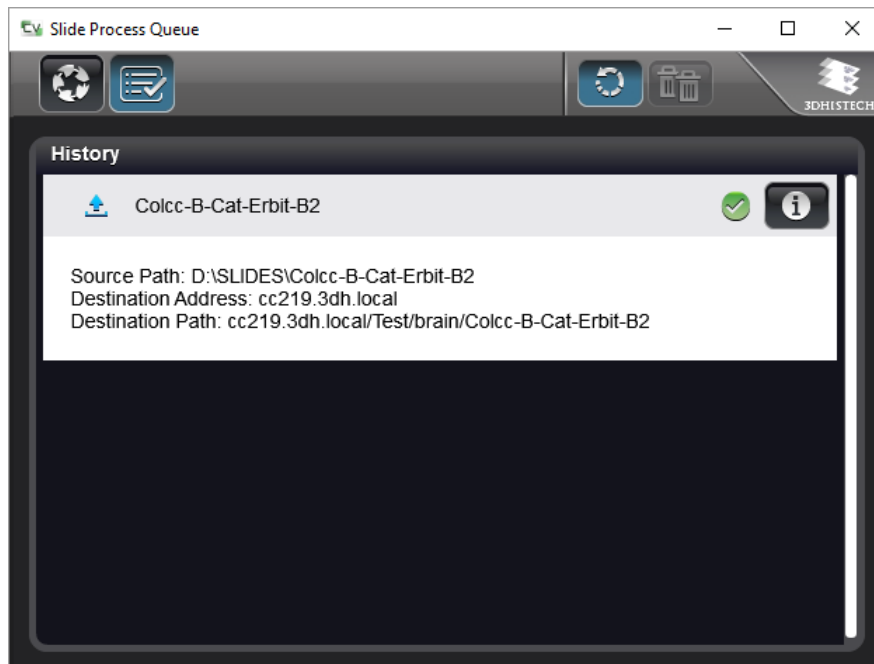 Slide Process Queue
3DHISTECH
History
Colcc-B-Cat-Erbit-B2
Source Path: D:\SLIDES\Colcc-B-Cat-Erbit-B2
Destination Address: cc219.3dh.local
Destination Path: cc219.3dh.local/Test/brain/Colcc-B-Cat-Erbit-B2